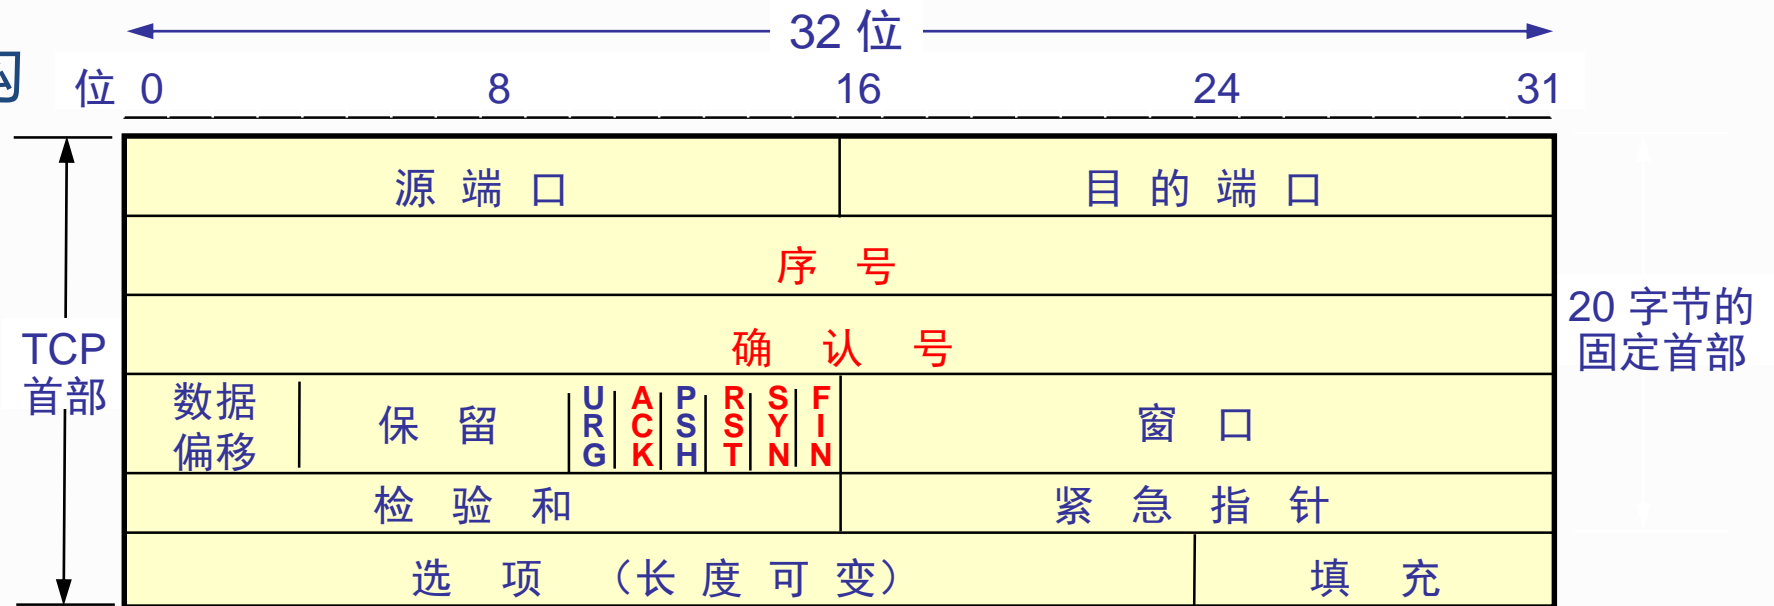 32 位
位 0 8 16 24 31
源 端 口 目 的 端 口
序 号
确 认 号
TCP
首部
20 字节的
固定首部
数据
偏移
保 留
URG
ACK
PSH
RST
SYN
FIN
窗 口
检 验 和 紧 急 指 针
选 项 （长 度 可 变） 填 充